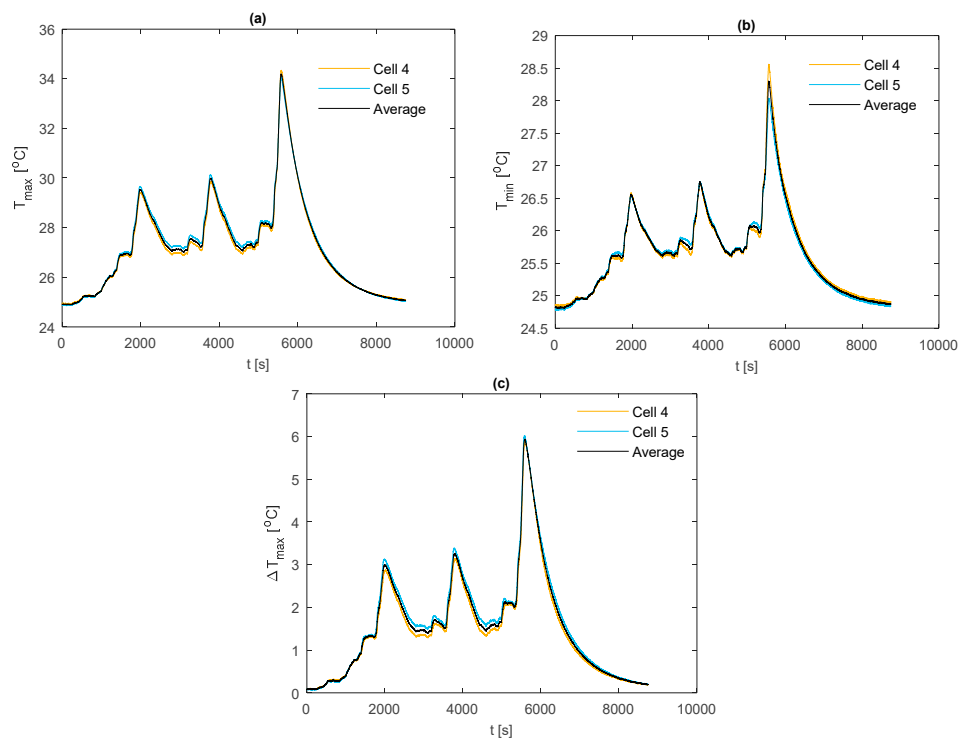 (a)
36
34
32
30
28
26
24
T_max [°C]
Cell 4
Cell 5
Average
0 2000 4000 6000 8000 10000
t [s]
(b)
29
28.5
28
27.5
27
26.5
26
25.5
25
24.5
T_min [°C]
Cell 4
Cell 5
Average
0 2000 4000 6000 8000 10000
t [s]
(c)
7
6
5
4
3
2
1
0
ΔT_max [°C]
Cell 4
Cell 5
Average
0 2000 4000 6000 8000 10000
t [s]